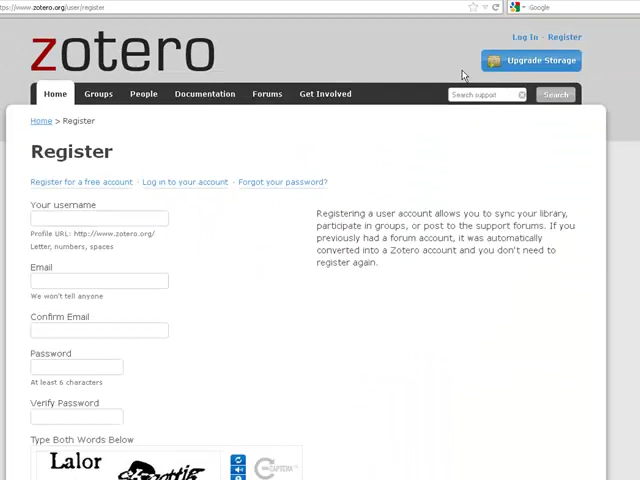 ttps://www.zotero.org/user/register
Google
zotero
Log In · Register
Upgrade Storage
Home Groups People Documentation Forums Get Involved
Search support
Search
Home > Register
Register
Register for a free account · Log in to your account · Forgot your password?
Your username
Profile URL: http://www.zotero.org/
Letter, numbers, spaces
Email
We won't tell anyone
Confirm Email
Password
At least 6 characters
Verify Password
Type Both Words Below
Registering a user account allows you to sync your library,
participate in groups, or post to the support forums. If you
previously had a forum account, it was automatically
converted into a Zotero account and you don't need to
register again.
Lalor
CAPTCHA